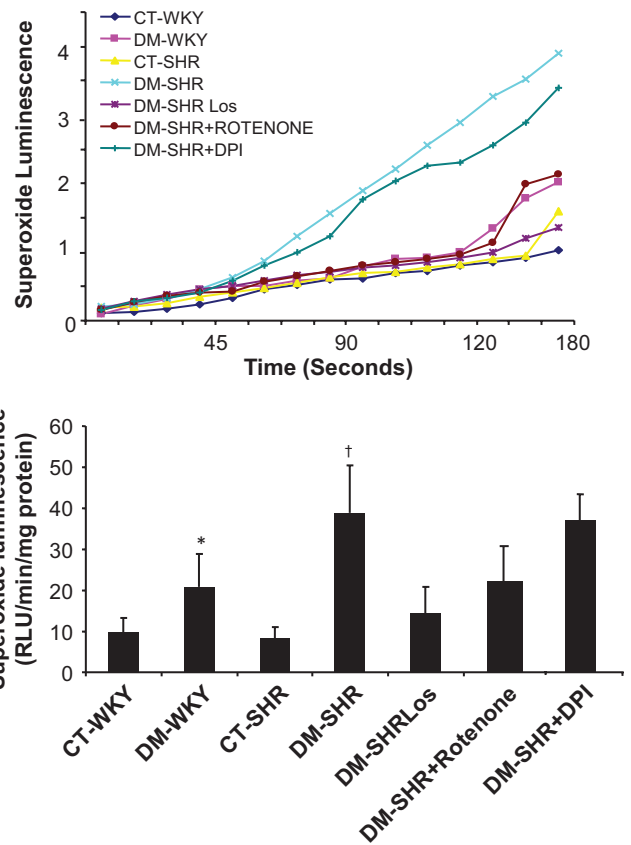 CT-WKY
DM-WKY
CT-SHR
DM-SHR
DM-SHR Los
DM-SHR+ROTENONE
DM-SHR+DPI
Superoxide Luminescence
4
3
2
1
0
45
90
120
180
Time (Seconds)
(RLU/min/mg protein)
60
50
40
30
20
10
0
*
†
CT-WKY
DM-WKY
CT-SHR
DM-SHR
DM-SHRLos
DM-SHR+Rotenone
DM-SHR+DPI